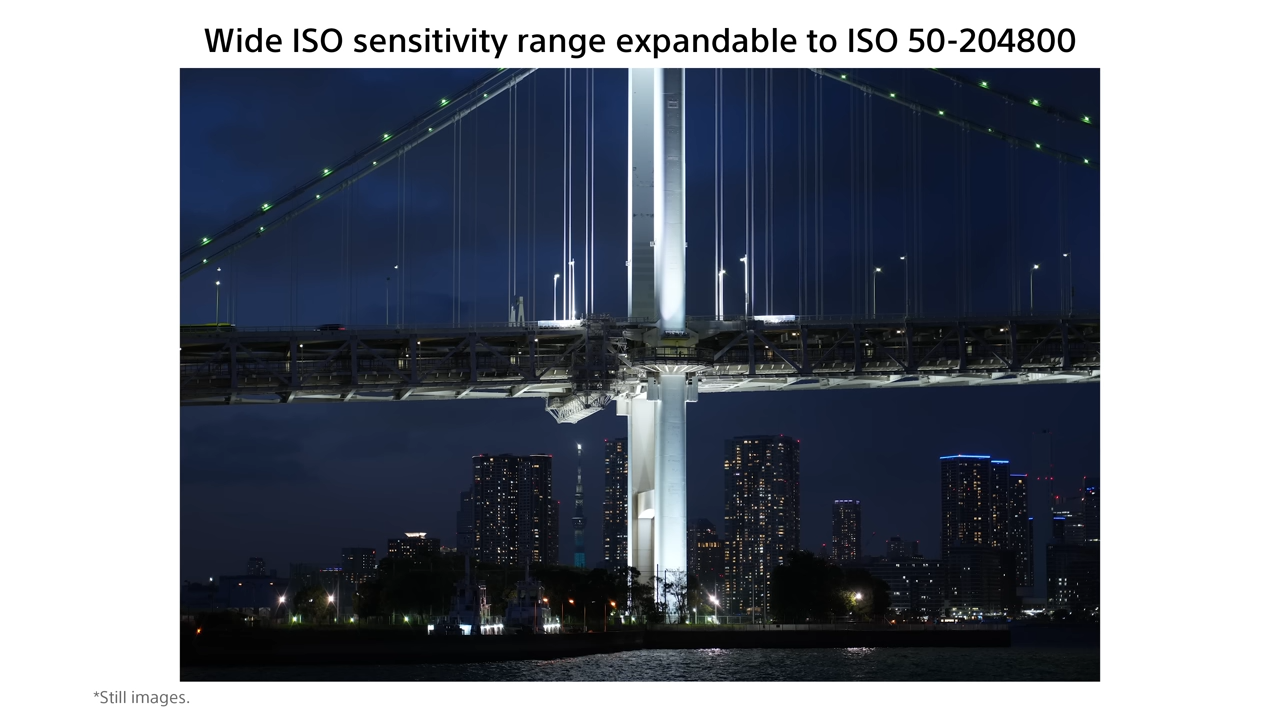 Wide ISO sensitivity range expandable to ISO 50-204800
*Still images.